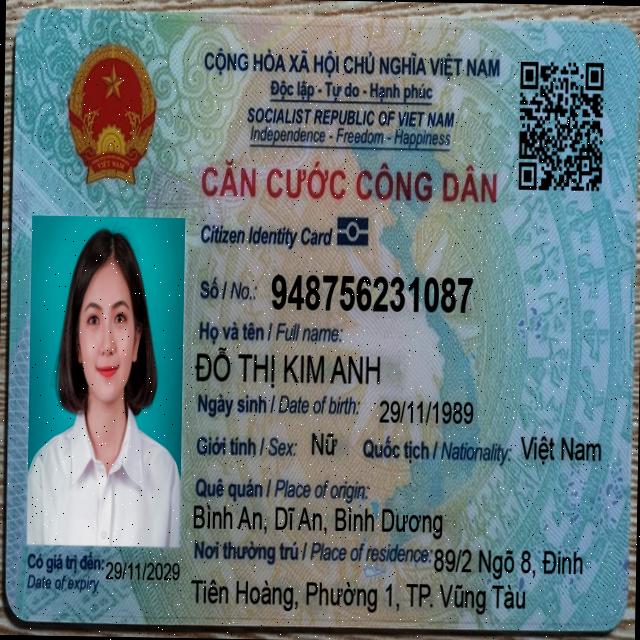 CỘNG HÒA XÃ HỘI CHỦ NGHĨA VIỆT NAM
Độc lập - Tự do - Hạnh phúc
SOCIALIST REPUBLIC OF VIET NAM
Independence - Freedom - Happiness
CĂN CƯỚC CÔNG DÂN
Citizen Identity Card
Số / No.: 948756231087
Họ và tên / Full name:
ĐỖ THỊ KIM ANH
Ngày sinh / Date of birth: 29/11/1989
Giới tính / Sex: Nữ Quốc tịch / Nationality: Việt Nam
Quê quán / Place of origin:
Bình An, Dĩ An, Bình Dương
Nơi thường trú / Place of residence: 89/2 Ngõ 8, Đinh
Tiên Hoàng, Phường 1, TP. Vũng Tàu
Có giá trị đến: 29/11/2029
Date of expiry
VIỆT NAM